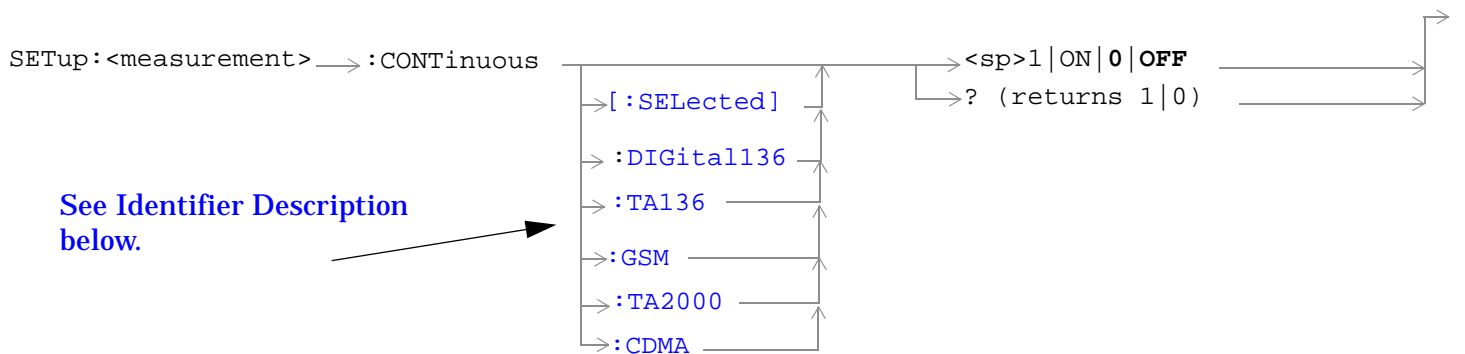 SETup:<measurement> :CONTinuous <sp>1|ON|0|OFF
[:SELected] ? (returns 1|0)
:DIGital136
:TA136
See Identifier Description
below.
:GSM
:TA2000
:CDMA